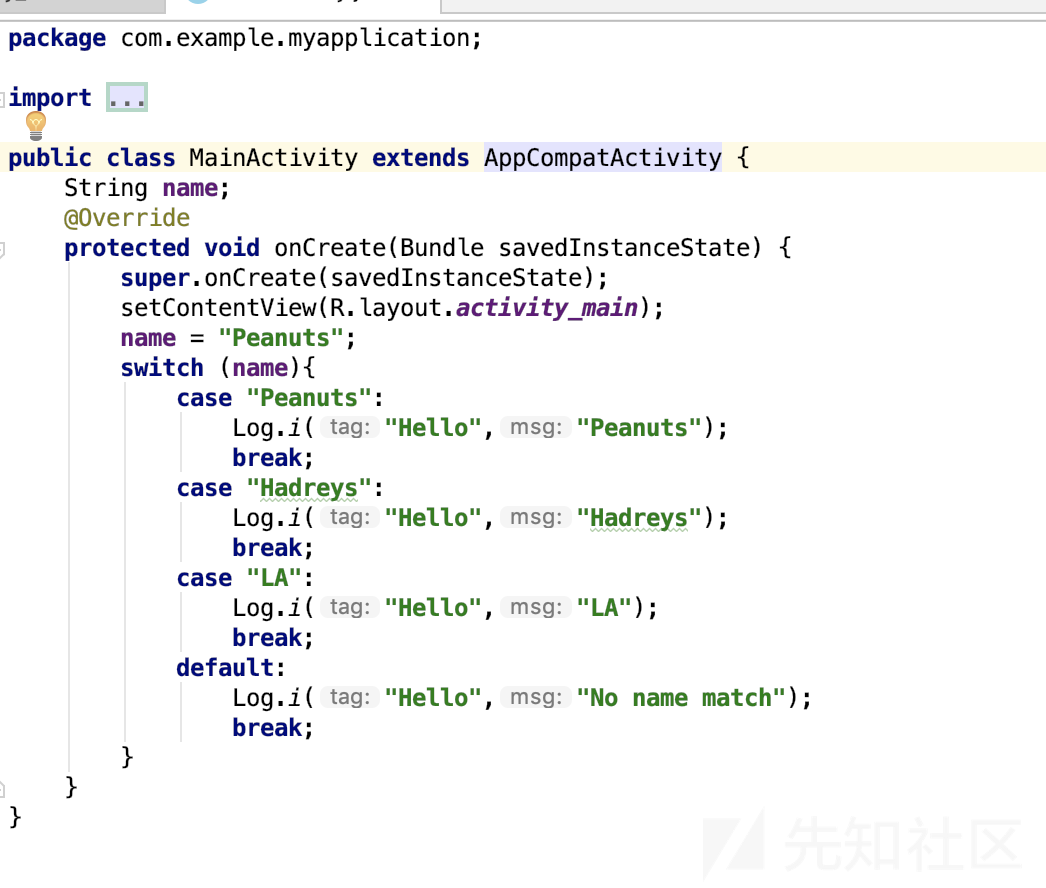 package com.example.myapplication;
import ...
public class MainActivity extends AppCompatActivity {
String name;
@Override
protected void onCreate(Bundle savedInstanceState) {
super.onCreate(savedInstanceState);
setContentView(R.layout.activity_main);
name = "Peanuts";
switch (name){
case "Peanuts":
Log.i( tag: "Hello", msg: "Peanuts");
break;
case "Hadreys":
Log.i( tag: "Hello", msg: "Hadreys");
break;
case "LA":
Log.i( tag: "Hello", msg: "LA");
break;
default:
Log.i( tag: "Hello", msg: "No name match");
break;
}
}
}
先知社区